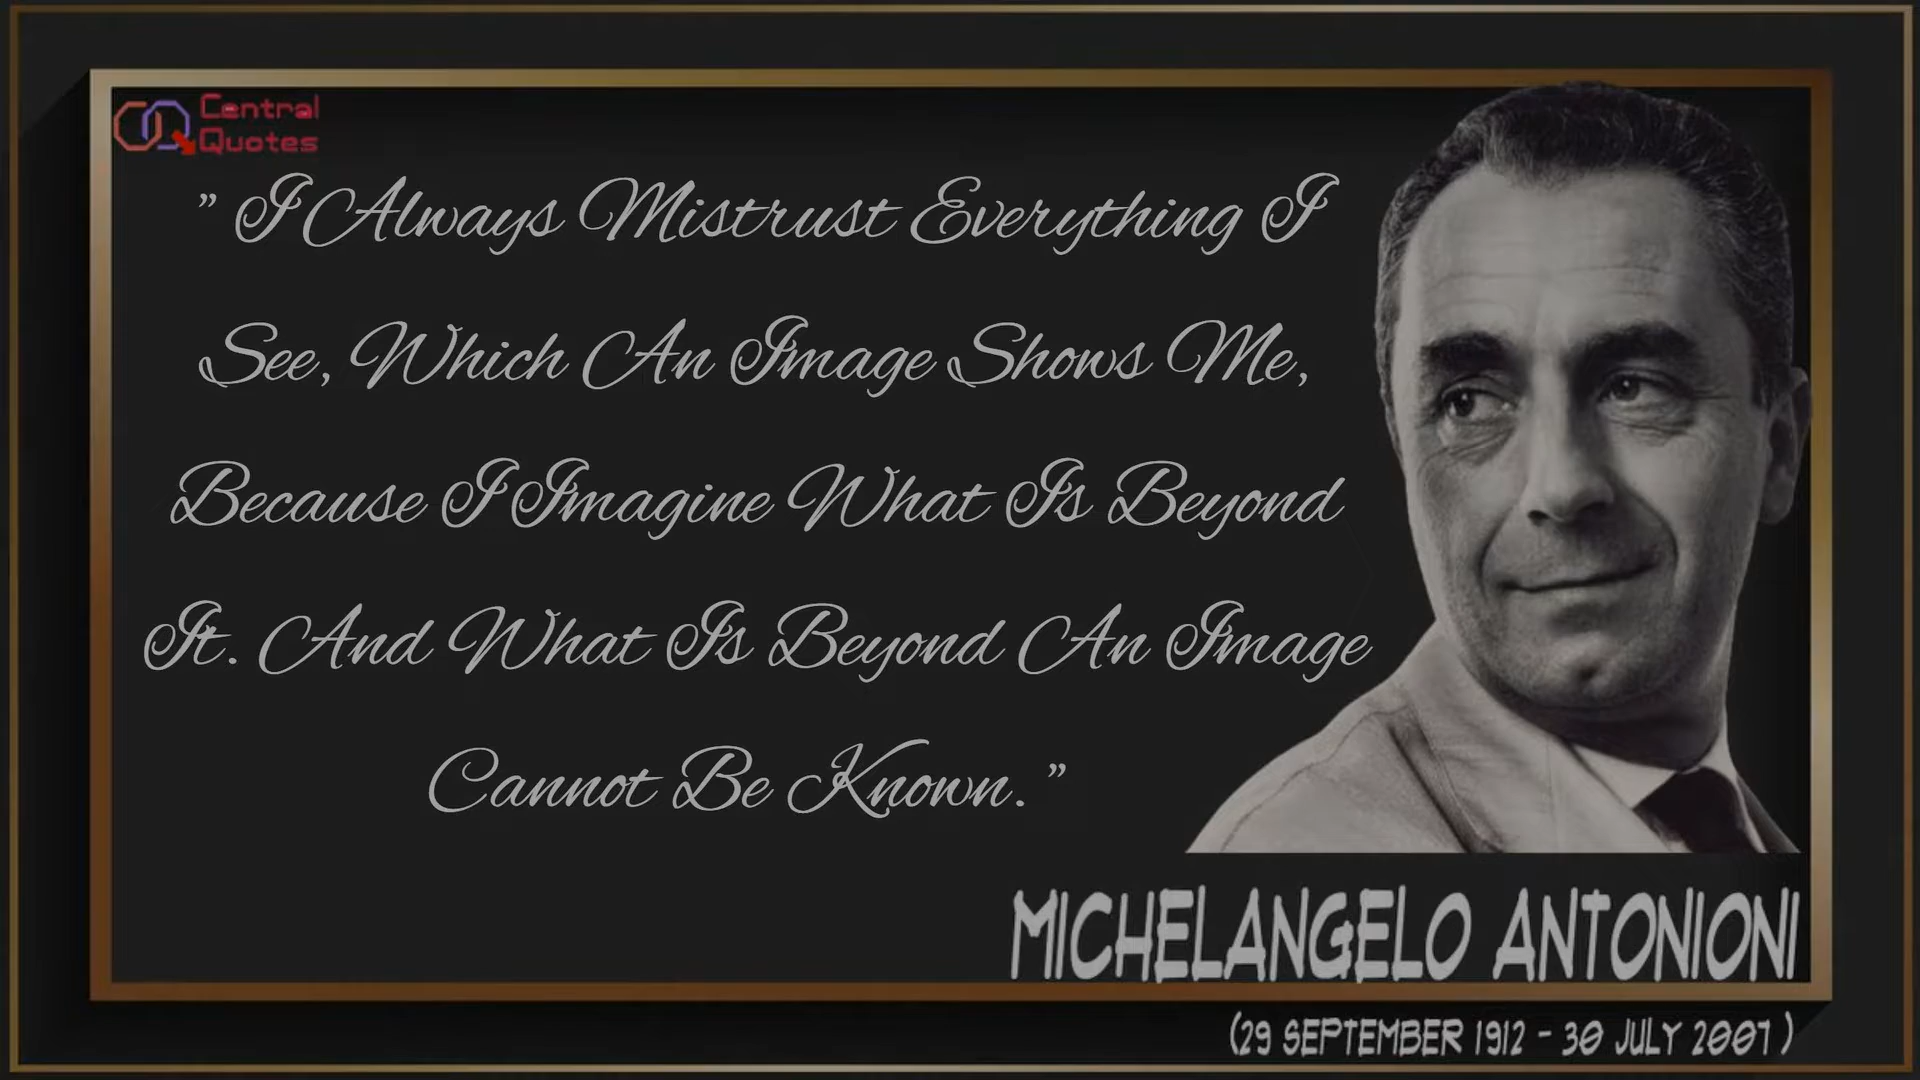 Central
Quotes
" I Always Mistrust Everything I
See, Which An Image Shows Me,
Because I Imagine What Is Beyond
It. And What Is Beyond An Image
Cannot Be Known. "
MICHELANGELO ANTONIONI
(29 SEPTEMBER 1912 - 30 JULY 2007 )